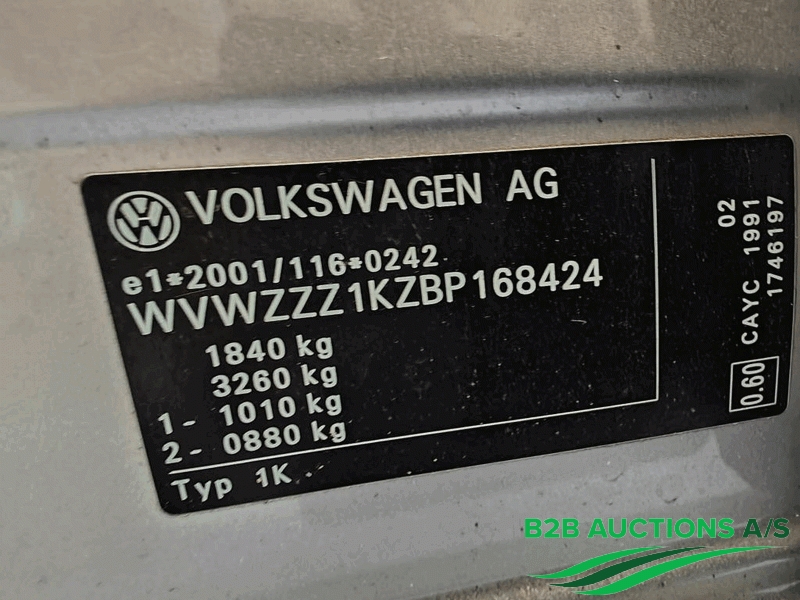 VOLKSWAGEN AG
e1*2001/116*0242
WVWZZZ1KZBP168424
1840 kg
3260 kg
1 - 1010 kg
2 - 0880 kg
Typ 1K
02
CAYC 1991
1746197
0.60
B2B AUCTIONS A/S